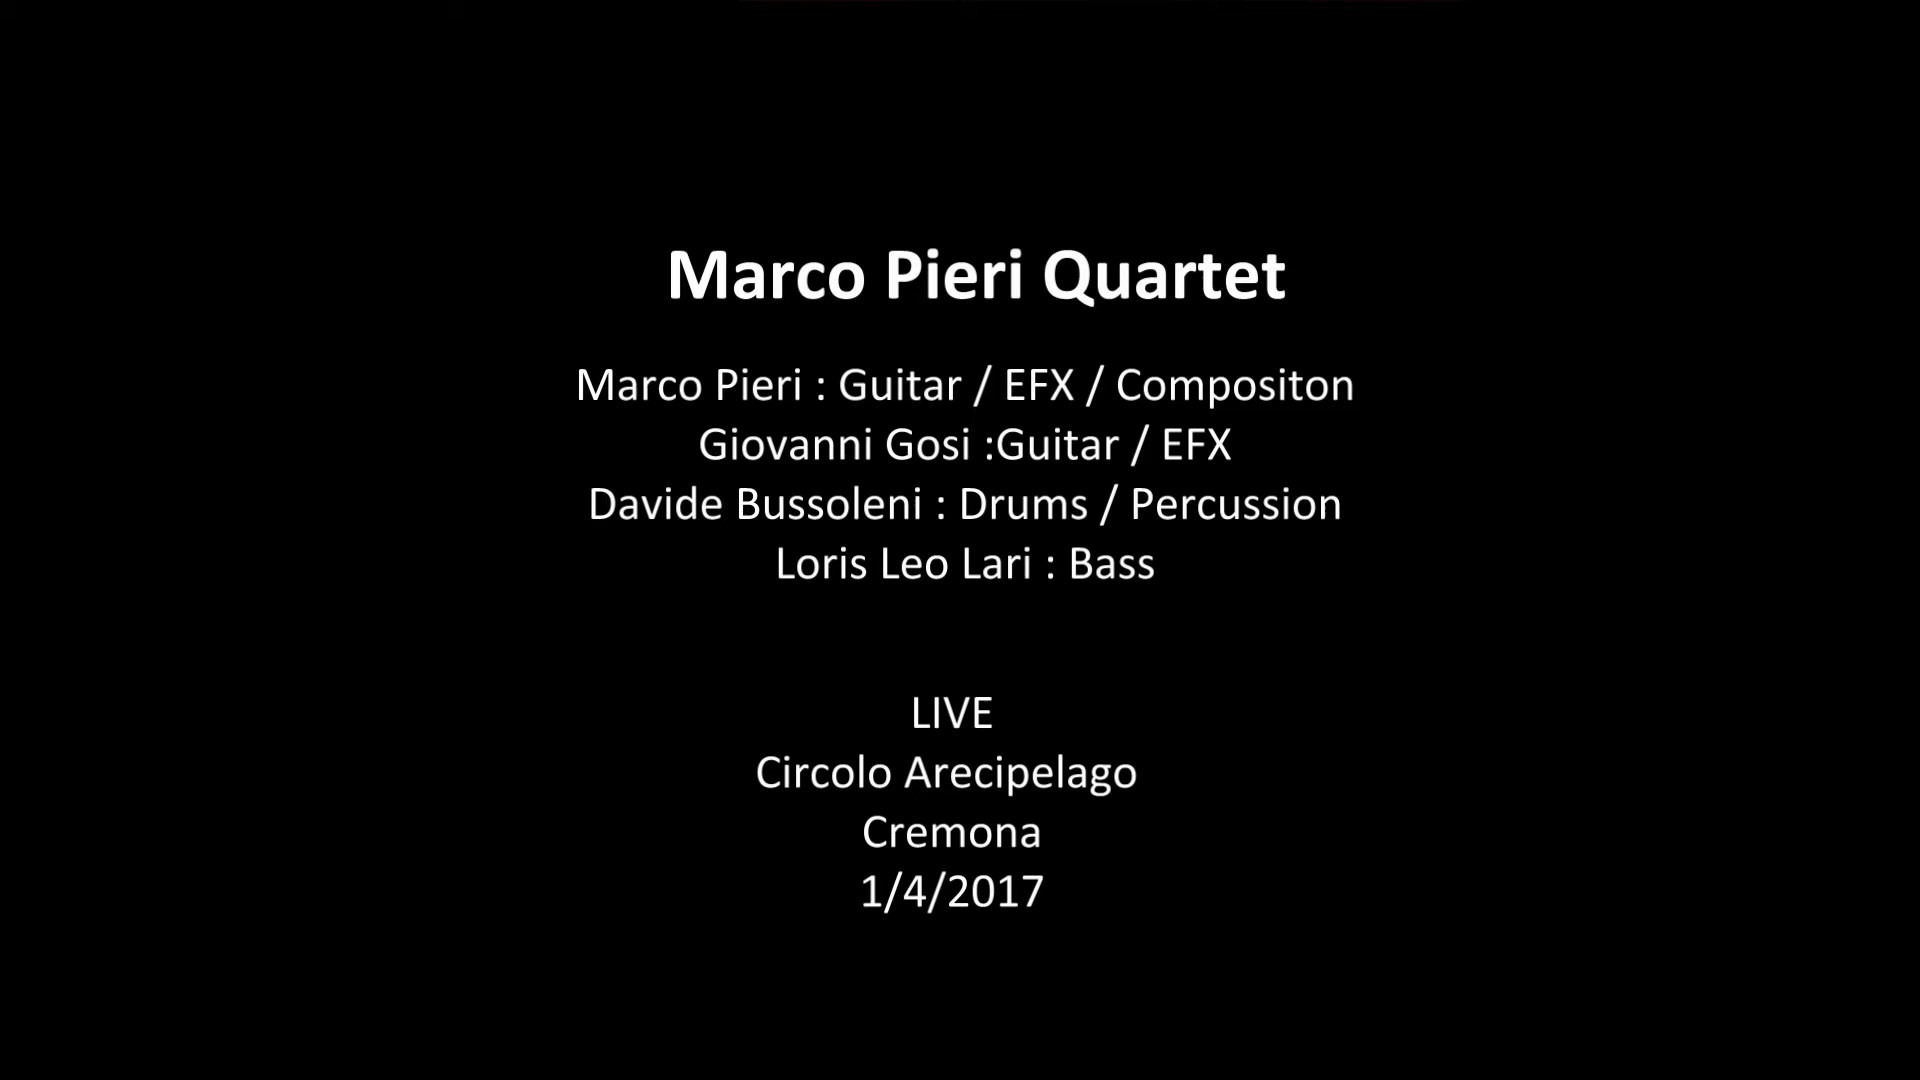 Marco Pieri Quartet
Marco Pieri : Guitar / EFX / Compositon
Giovanni Gosi :Guitar / EFX
Davide Bussoleni : Drums / Percussion
Loris Leo Lari : Bass
LIVE
Circolo Arecipelago
Cremona
1/4/2017